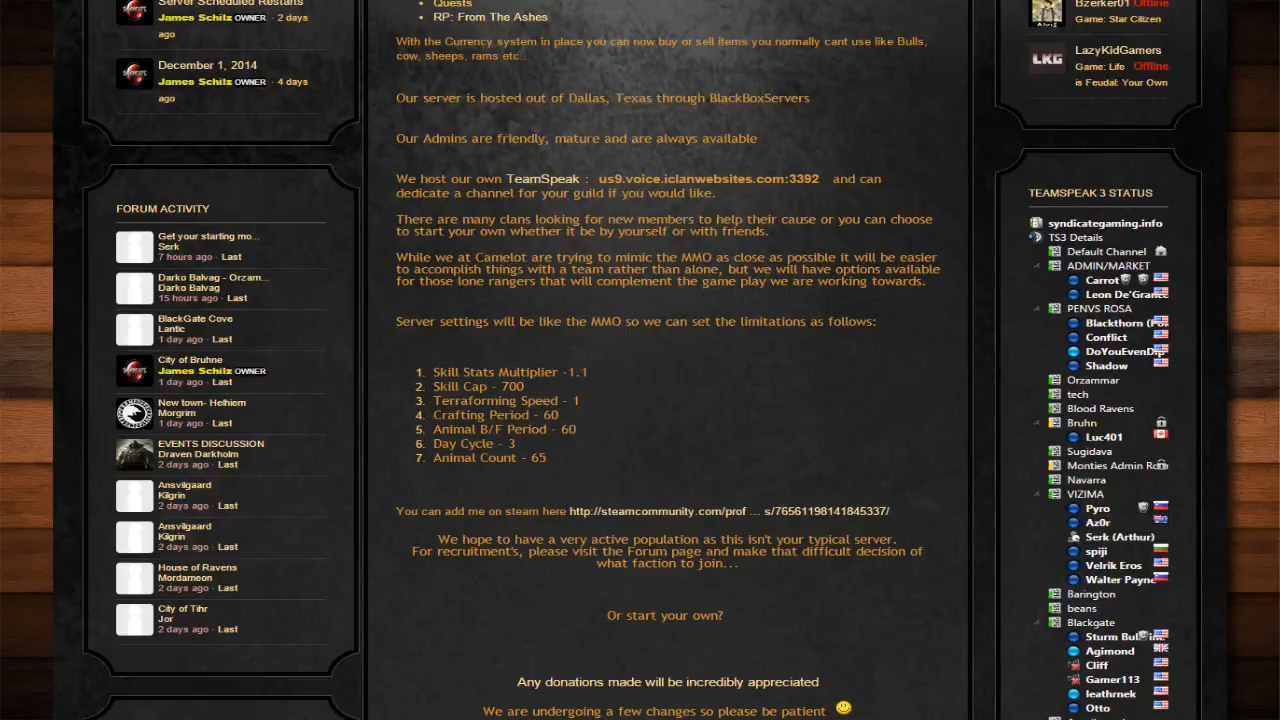 Server Scheduled Restarts
James Schilz OWNER · 2 days
ago
December 1, 2014
James Schilz OWNER · 4 days
ago
FORUM ACTIVITY
Get your starting mo...
Serk
7 hours ago · Last
Darko Balvag - Orzam...
Darko Balvag
15 hours ago · Last
BlackGate Cove
Lantic
1 day ago · Last
City of Bruhne
James Schilz OWNER
1 day ago · Last
New town- Helhiem
Morgrim
1 day ago · Last
EVENTS DISCUSSION
Draven Darkholm
2 days ago · Last
Ansvilgaard
Kilgrin
2 days ago · Last
Ansvilgaard
Kilgrin
2 days ago · Last
House of Ravens
Mordameon
2 days ago · Last
City of Tihr
Jor
2 days ago · Last
Quests
RP: From The Ashes
With the Currency system in place you can now buy or sell items you normally cant use like Bulls,
cow, sheeps, rams etc...
Our server is hosted out of Dallas, Texas through BlackBoxServers
Our Admins are friendly, mature and are always available
We host our own TeamSpeak : us9.voice.iclanwebsites.com:3392 and can
dedicate a channel for your guild if you would like.
There are many clans looking for new members to help their cause or you can choose
to start your own whether it be by yourself or with friends.
While we at Camelot are trying to mimic the MMO as close as possible it will be easier
to accomplish things with a team rather than alone, but we will have options available
for those lone rangers that will complement the game play we are working towards.
Server settings will be like the MMO so we can set the limitations as follows:
1. Skill Stats Multiplier -1.1
2. Skill Cap - 700
3. Terraforming Speed - 1
4. Crafting Period - 60
5. Animal B/F Period - 60
6. Day Cycle - 3
7. Animal Count - 65
You can add me on steam here http://steamcommunity.com/prof ... s/76561198141845337/
We hope to have a very active population as this isn't your typical server.
For recruitment's, please visit the Forum page and make that difficult decision of
what faction to join...
Or start your own?
Any donations made will be incredibly appreciated
We are undergoing a few changes so please be patient
Bzerker01 Offline
Game: Star Citizen
LKG
LazyKidGamers
Game: Life Offline
is Feudal: Your Own
TEAMSPEAK 3 STATUS
syndicategaming.info
TS3 Details
Default Channel
ADMIN/MARKET
Carrot
Leon De'Grance
PENVS ROSA
Blackthorn
Conflict
DoYouEvenDip
Shadow
Orzammar
tech
Blood Ravens
Bruhn
Luc401
Sugidava
Monties Admin
Navarra
VIZIMA
Pyro
Az0r
Serk (Arthur)
spiji
Velrik Eros
Walter Payne
Barington
beans
Blackgate
Sturm
Agimond
Cliff
Gamer113
leathrnek
Otto